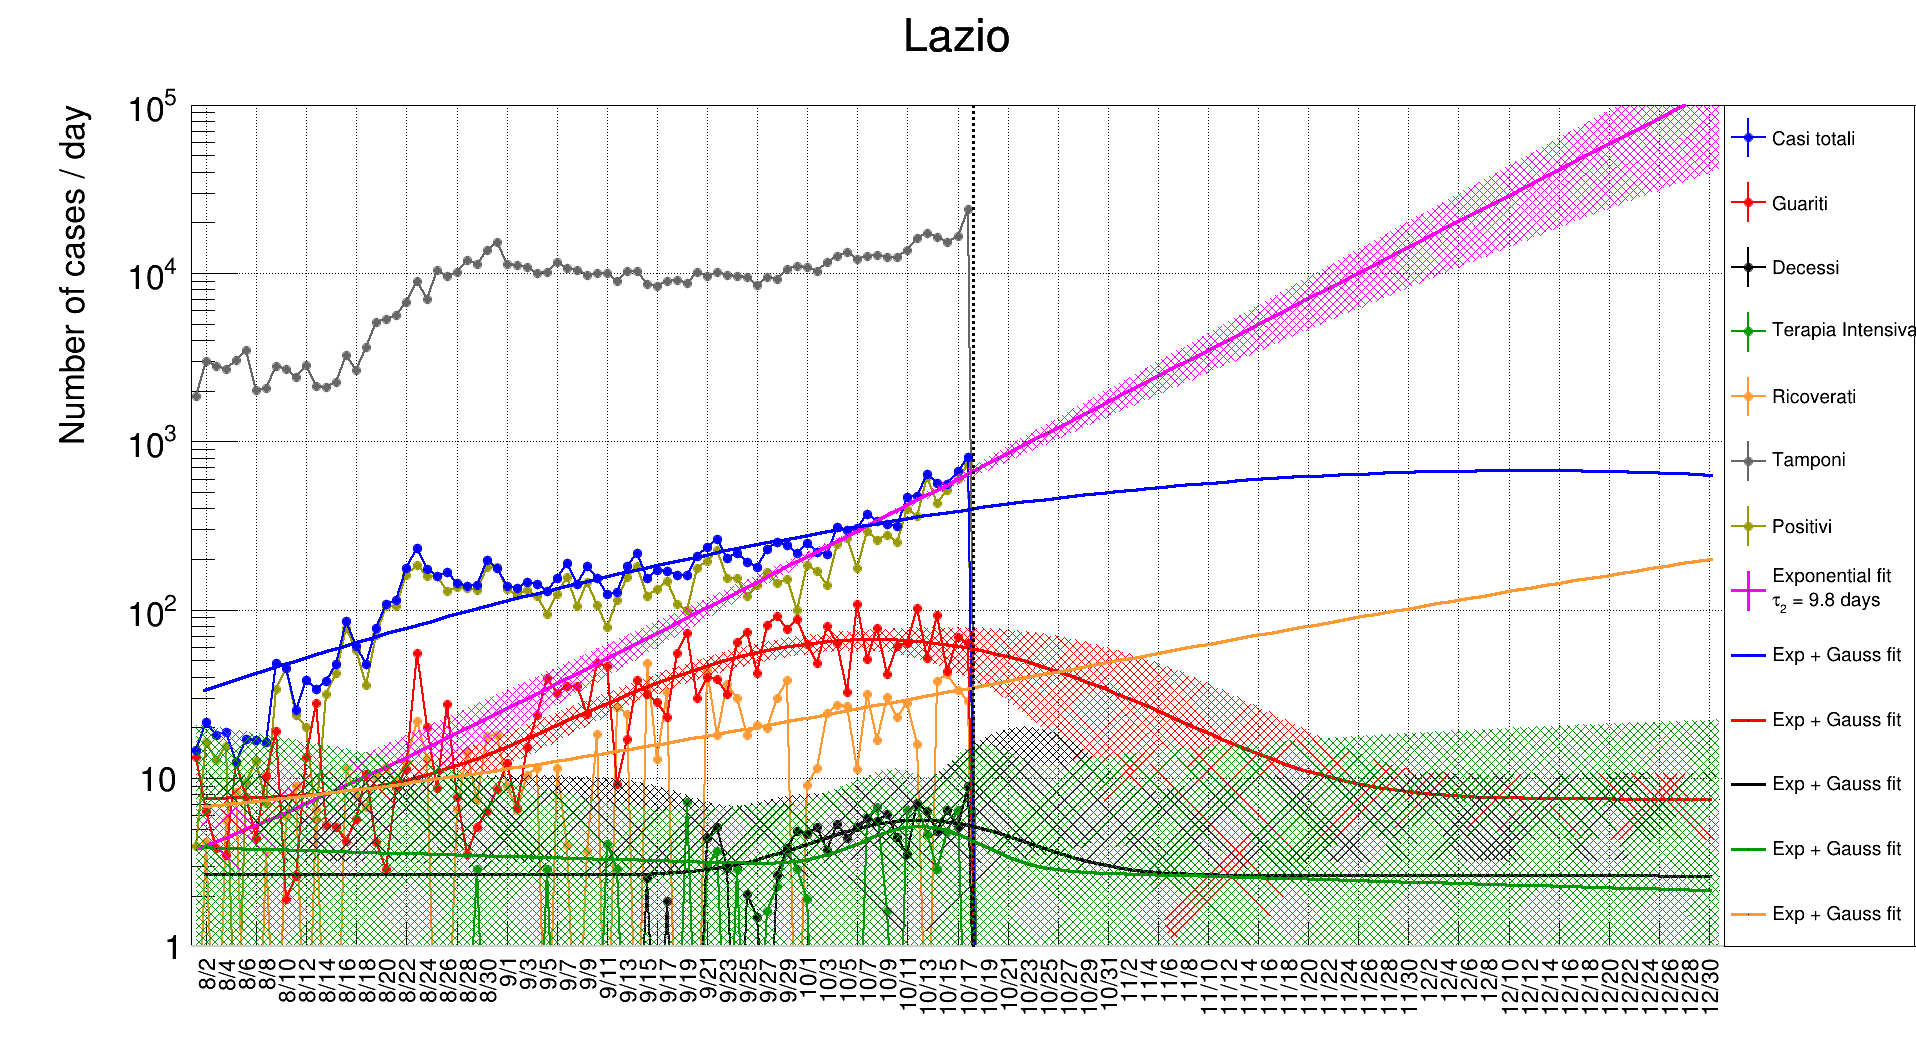 Lazio
Number of cases / day
10^5
10^4
10^3
10^2
10
1
8/2 8/4 8/6 8/8 8/10 8/12 8/14 8/16 8/18 8/20 8/22 8/24 8/26 8/28 8/30 9/1 9/3 9/5 9/7 9/9 9/11 9/13 9/15 9/17 9/19 9/21 9/23 9/25 9/27 9/29 10/1 10/3 10/5 10/7 10/9 10/11 10/13 10/15 10/17 10/19 10/21 10/23 10/25 10/27 10/29 10/31 11/2 11/4 11/6 11/8 11/10 11/12 11/14 11/16 11/18 11/20 11/22 11/24 11/26 11/28 11/30 12/2 12/4 12/6 12/8 12/10 12/12 12/14 12/16 12/18 12/20 12/22 12/24 12/26 12/28 12/30
Casi totali
Guariti
Decessi
Terapia Intensiva
Ricoverati
Tamponi
Positivi
Exponential fit
τ₂ = 9.8 days
Exp + Gauss fit
Exp + Gauss fit
Exp + Gauss fit
Exp + Gauss fit
Exp + Gauss fit